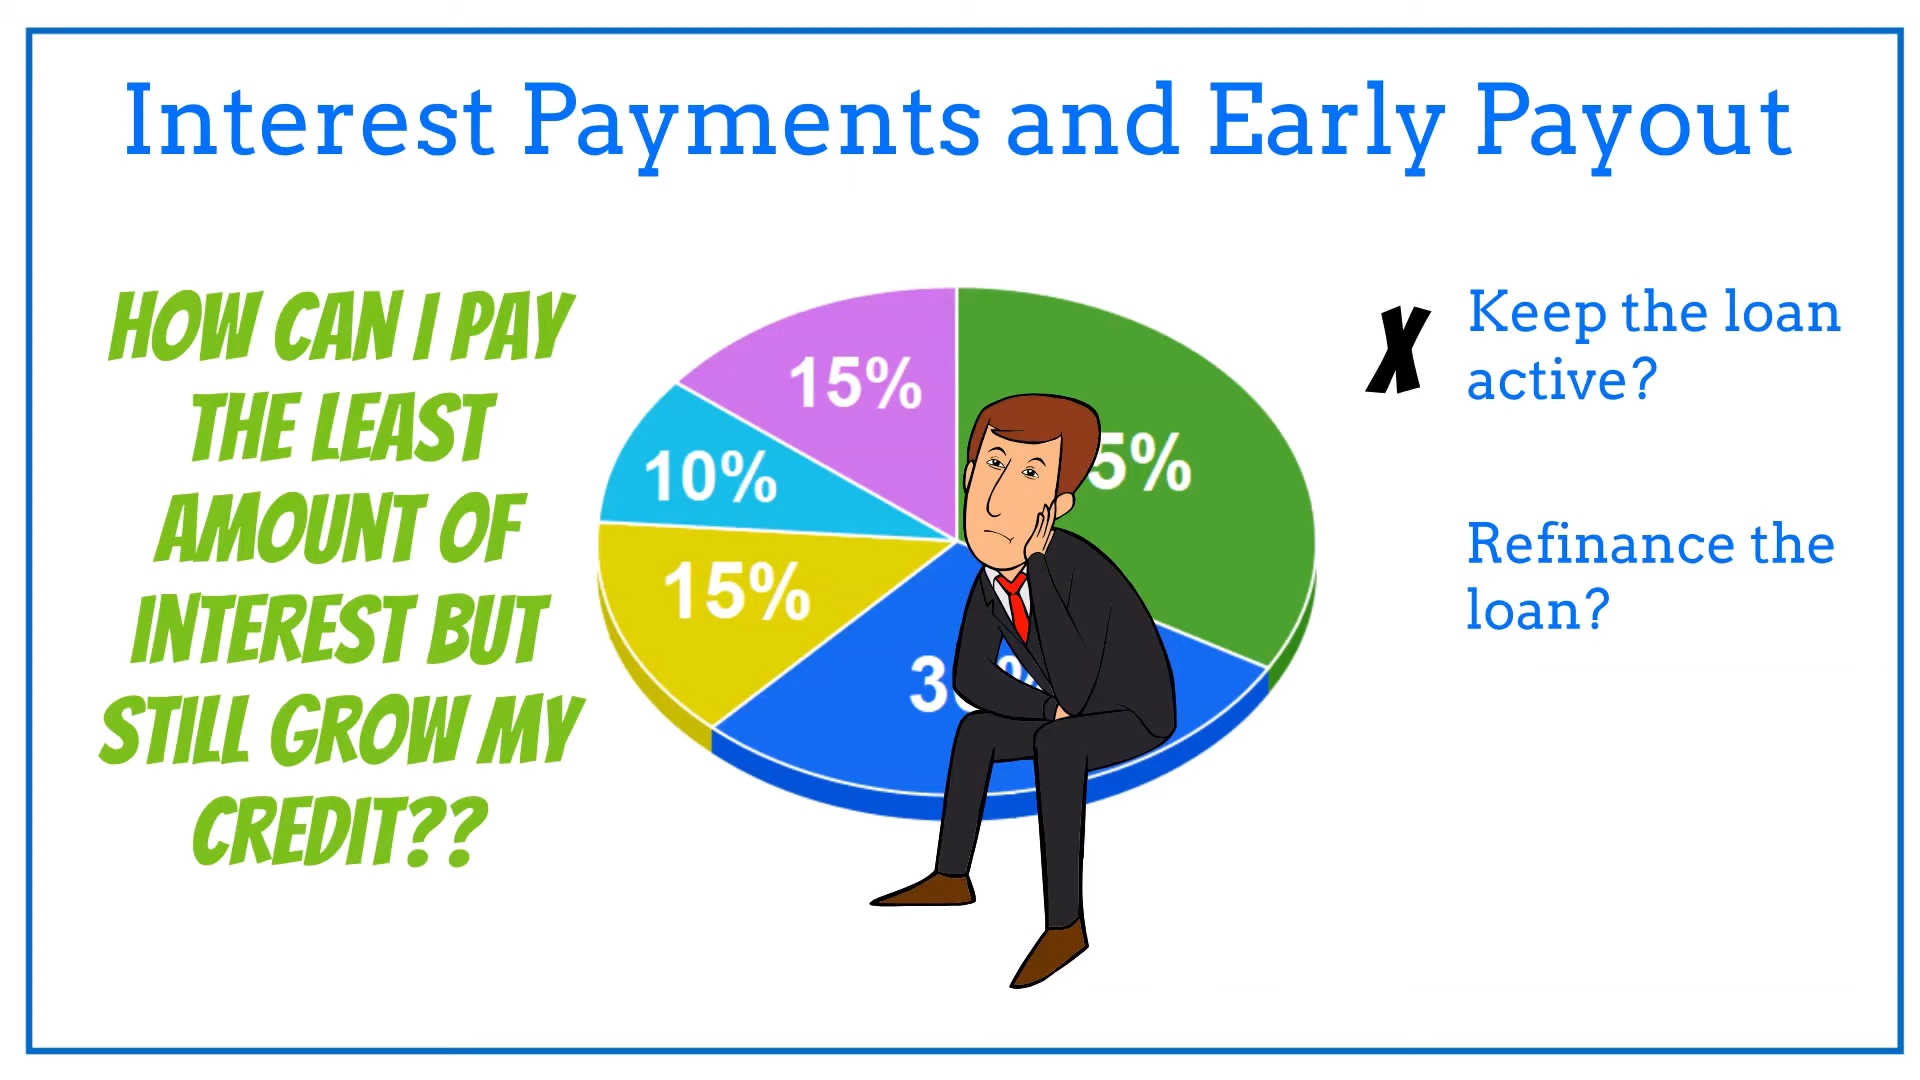 Interest Payments and Early Payout
HOW CAN I PAY
THE LEAST
AMOUNT OF
INTEREST BUT
STILL GROW MY
CREDIT??
15%
10%
15%
X
Keep the loan
active?
Refinance the
loan?